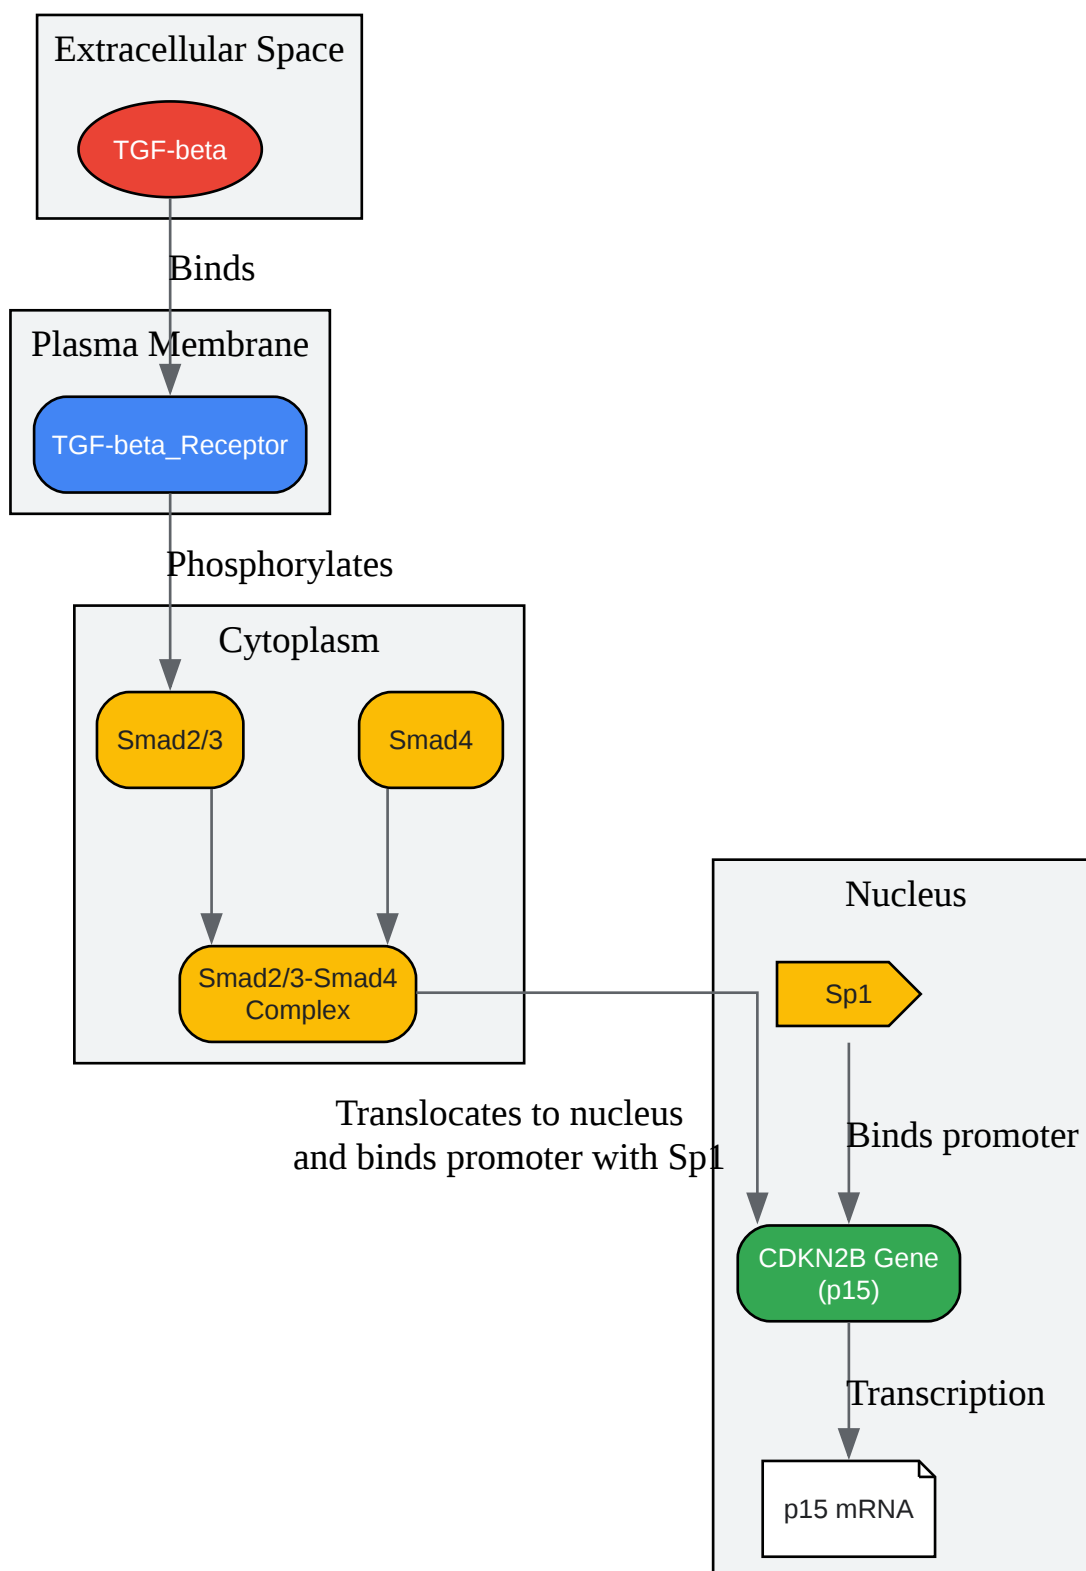 Extracellular Space
TGF-beta
Binds
Plasma Membrane
TGF-beta_Receptor
Phosphorylates
Cytoplasm
Smad2/3
Smad4
Smad2/3-Smad4
Complex
Nucleus
Sp1
Translocates to nucleus
and binds promoter with Sp1
Binds promoter
CDKN2B Gene
(p15)
Transcription
p15 mRNA